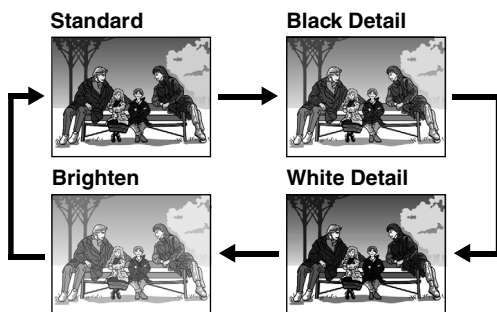 Standard
Black Detail
Brighten
White Detail